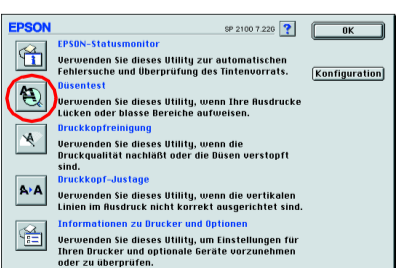 EPSON
SP 2100 7.22G ?
OK
EPSON-Statusmonitor
Verwenden Sie dieses Utility zur automatischen
Fehlersuche und Überprüfung des Tintenvorrats.
Konfiguration
Düsentest
Verwenden Sie dieses Utility, wenn Ihre Ausdrucke
Lücken oder blasse Bereiche aufweisen.
Druckkopfreinigung
Verwenden Sie dieses Utility, wenn die
Druckqualität nachläßt oder die Düsen verstopft
sind.
Druckkopf-Justage
Verwenden Sie dieses Utility, wenn die vertikalen
Linien im Ausdruck nicht korrekt ausgerichtet sind.
Informationen zu Drucker und Optionen
Verwenden Sie dieses Utility, um Einstellungen für
Ihren Drucker und optionale Geräte vorzunehmen
oder zu überprüfen.